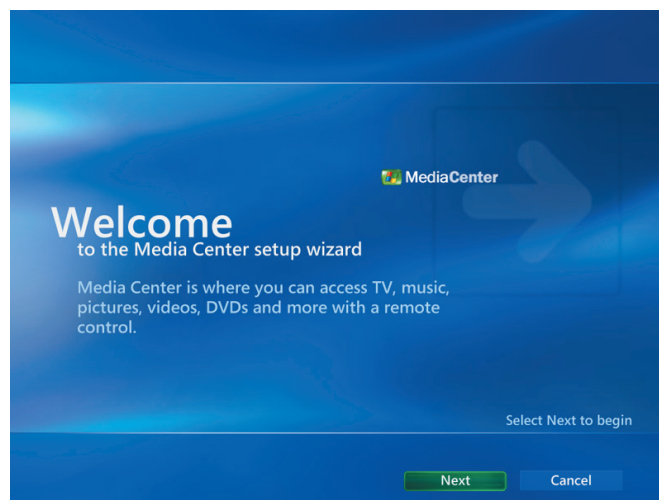 MediaCenter
Welcome
to the Media Center setup wizard
Media Center is where you can access TV, music,
pictures, videos, DVDs and more with a remote
control.
Select Next to begin
Next
Cancel